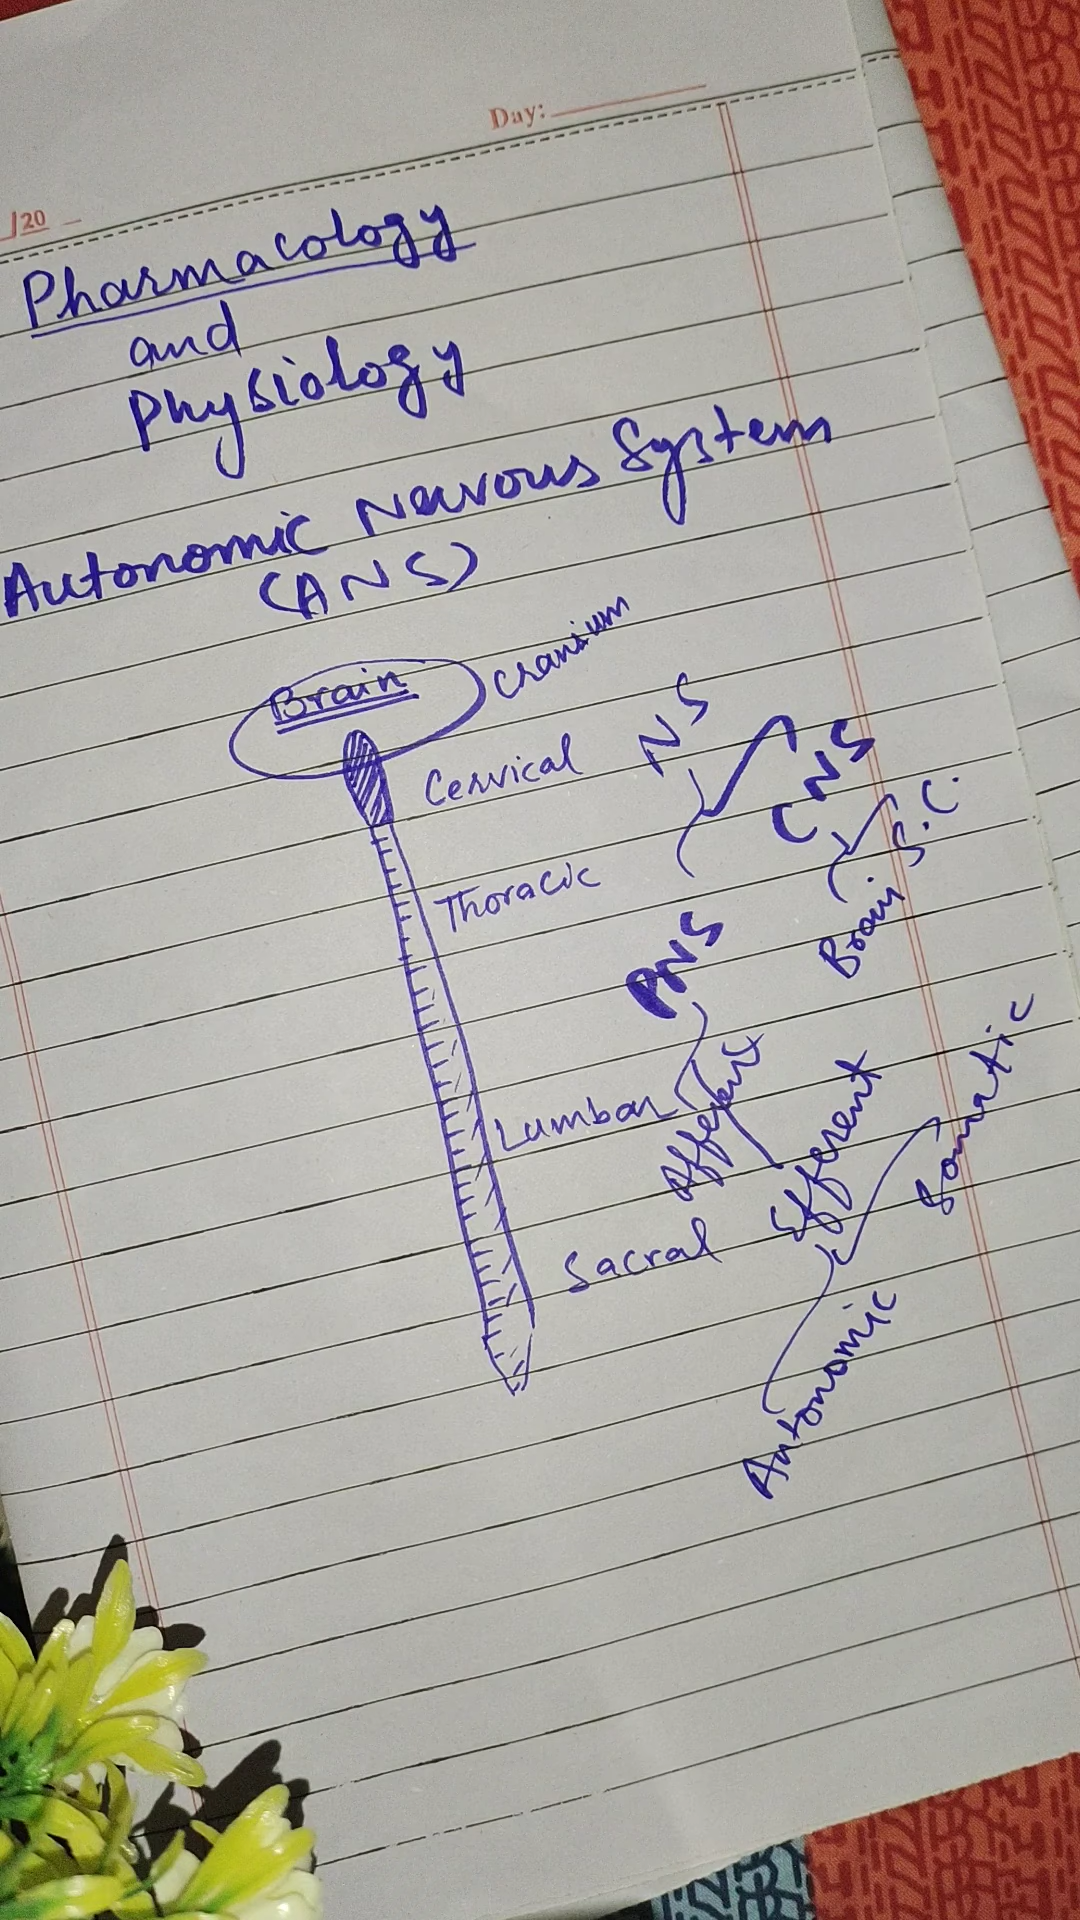 Day:
/20
Pharmacology
and
Physiology
Autonomic Nervous System
(ANS)
Brain
Cranium
Cervical
Thoracic
Lumbar
Sacral
NS
CNS
Brain
S.C.
PNS
Afferent
Efferent
Somatic
Autonomic